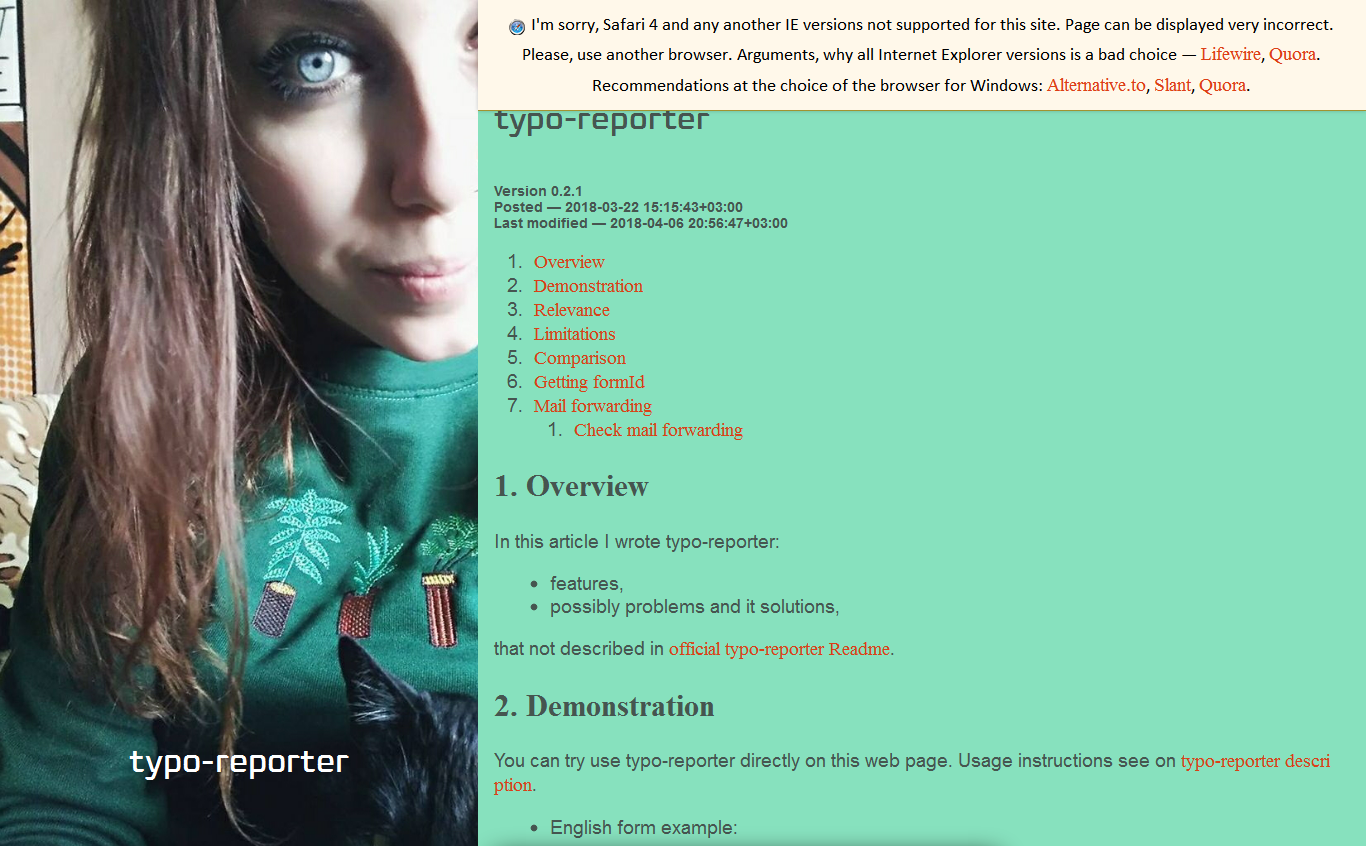 I'm sorry, Safari 4 and any another IE versions not supported for this site. Page can be displayed very incorrect.
Please, use another browser. Arguments, why all Internet Explorer versions is a bad choice — Lifewire, Quora.
Recommendations at the choice of the browser for Windows: Alternative.to, Slant, Quora.
typo-reporter
Version 0.2.1
Posted — 2018-03-22 15:15:43+03:00
Last modified — 2018-04-06 20:56:47+03:00
1. Overview
2. Demonstration
3. Relevance
4. Limitations
5. Comparison
6. Getting formId
7. Mail forwarding
1. Check mail forwarding
1. Overview
In this article I wrote typo-reporter:
• features,
• possibly problems and it solutions,
that not described in official typo-reporter Readme.
2. Demonstration
You can try use typo-reporter directly on this web page. Usage instructions see on typo-reporter descri
ption.
• English form example:
typo-reporter